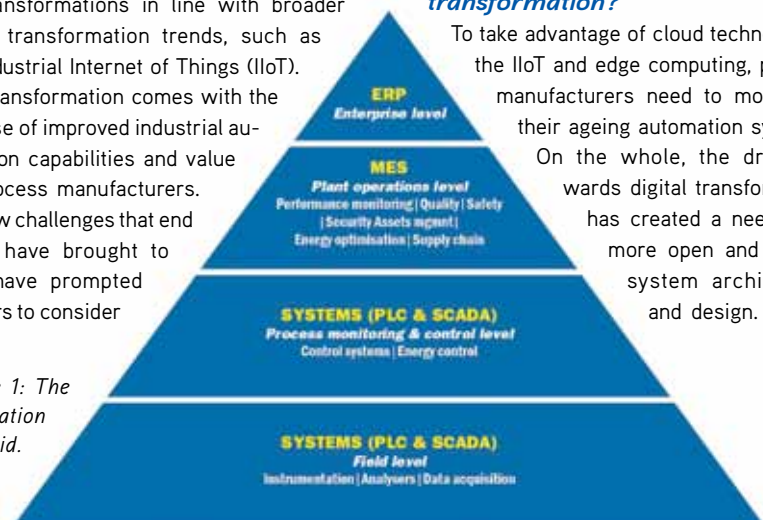 ansformations in line with broader
transformation trends, such as
dustrial Internet of Things (IIoT).
ansformation comes with the
se of improved industrial au-
on capabilities and value
ocess manufacturers.
w challenges that end
have brought to
have prompted
rs to consider
1: The
ation
id.
ERP
Enterprise level
MES
Plant operations level
Performance monitoring | Quality | Safety
| Security Assets mgmnt |
Energy optimisation | Supply chain
SYSTEMS (PLC & SCADA)
Process monitoring & control level
Control systems | Energy control
SYSTEMS (PLC & SCADA)
Field level
Instrumentation | Analysers | Data acquisition
transformation?
To take advantage of cloud techn
the IIoT and edge computing, p
manufacturers need to mo
their ageing automation sy
On the whole, the dr
wards digital transfor
has created a nee
more open and
system archi
and design.